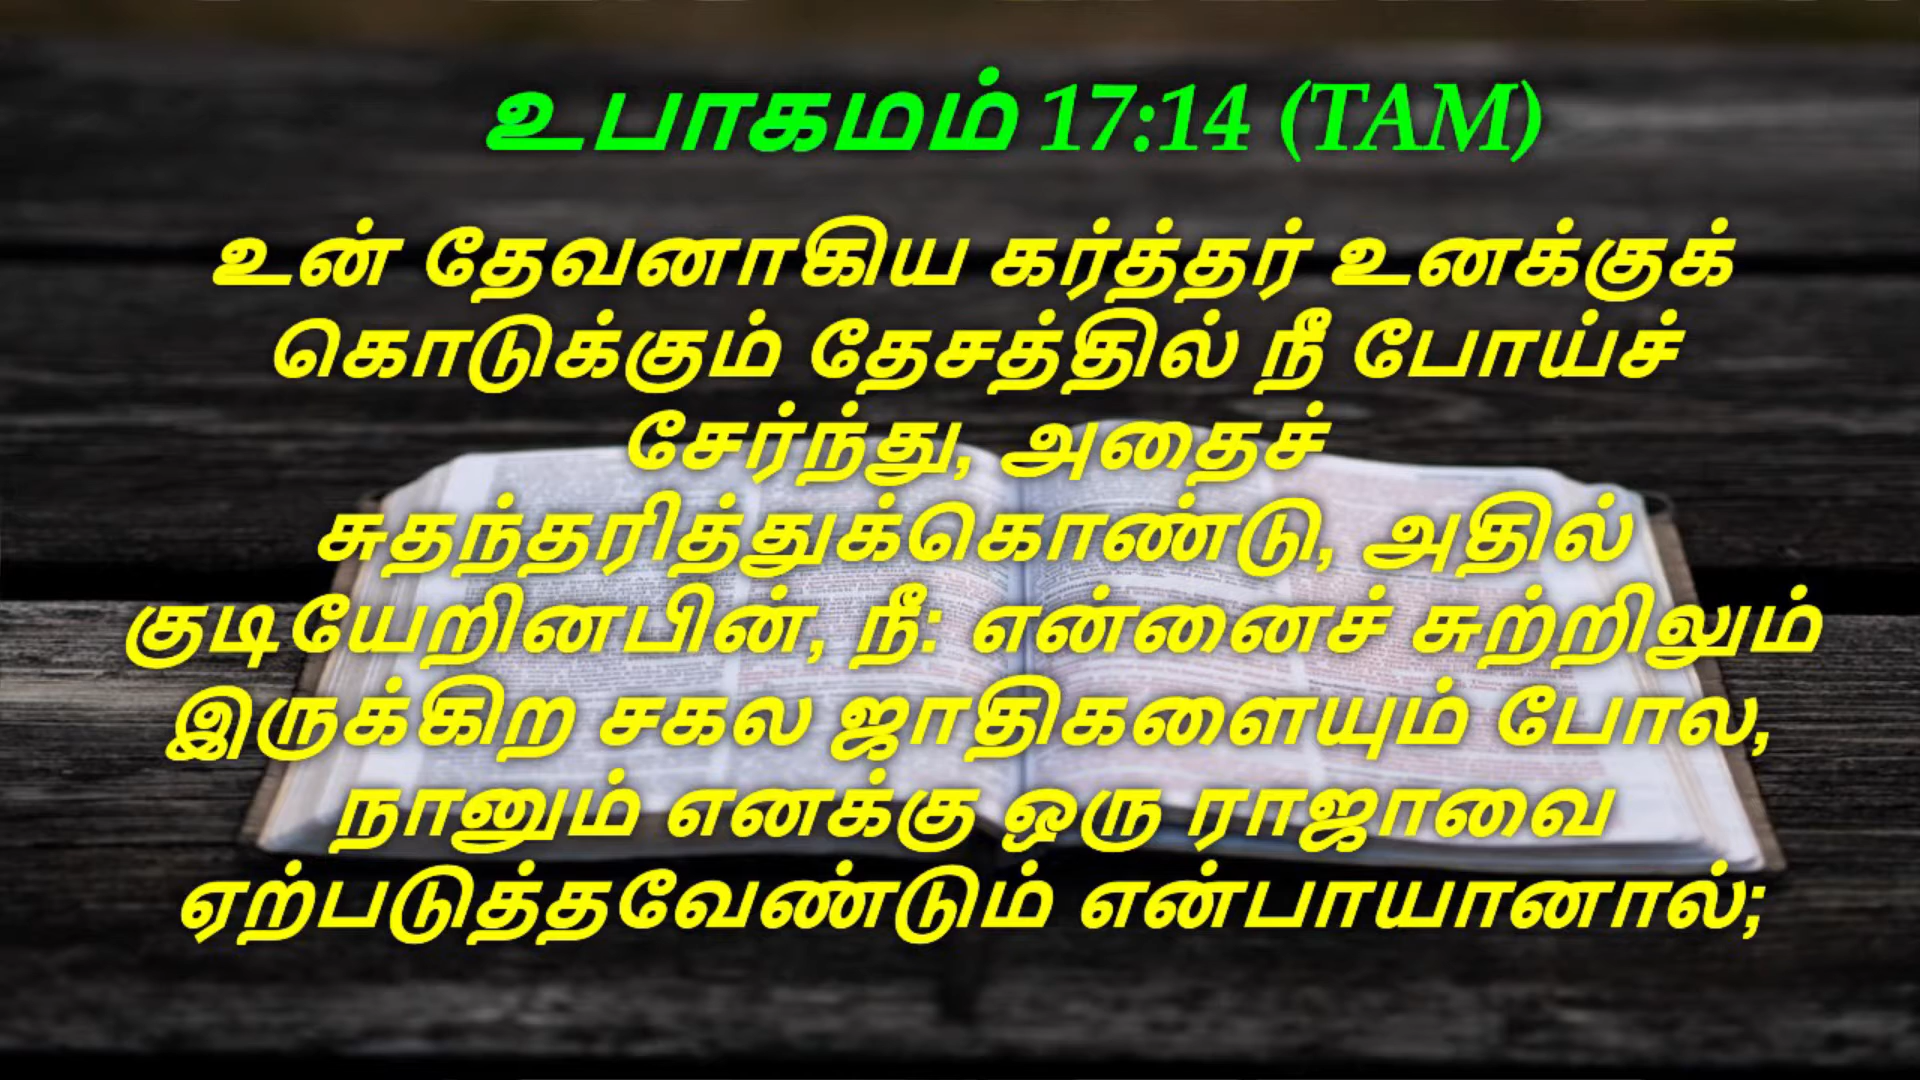 உபாகமம் 17:14 (TAM)
உன் தேவனாகிய கர்த்தர் உனக்குக்
கொடுக்கும் தேசத்தில் நீ போய்ச்
சேர்ந்து, அதைச்
சுதந்தரித்துக்கொண்டு, அதில்
குடியேறினபின், நீ: என்னைச் சுற்றிலும்
இருக்கிற சகல ஜாதிகளையும் போல,
நானும் எனக்கு ஒரு ராஜாவை
ஏற்படுத்தவேண்டும் என்பாயானால்;